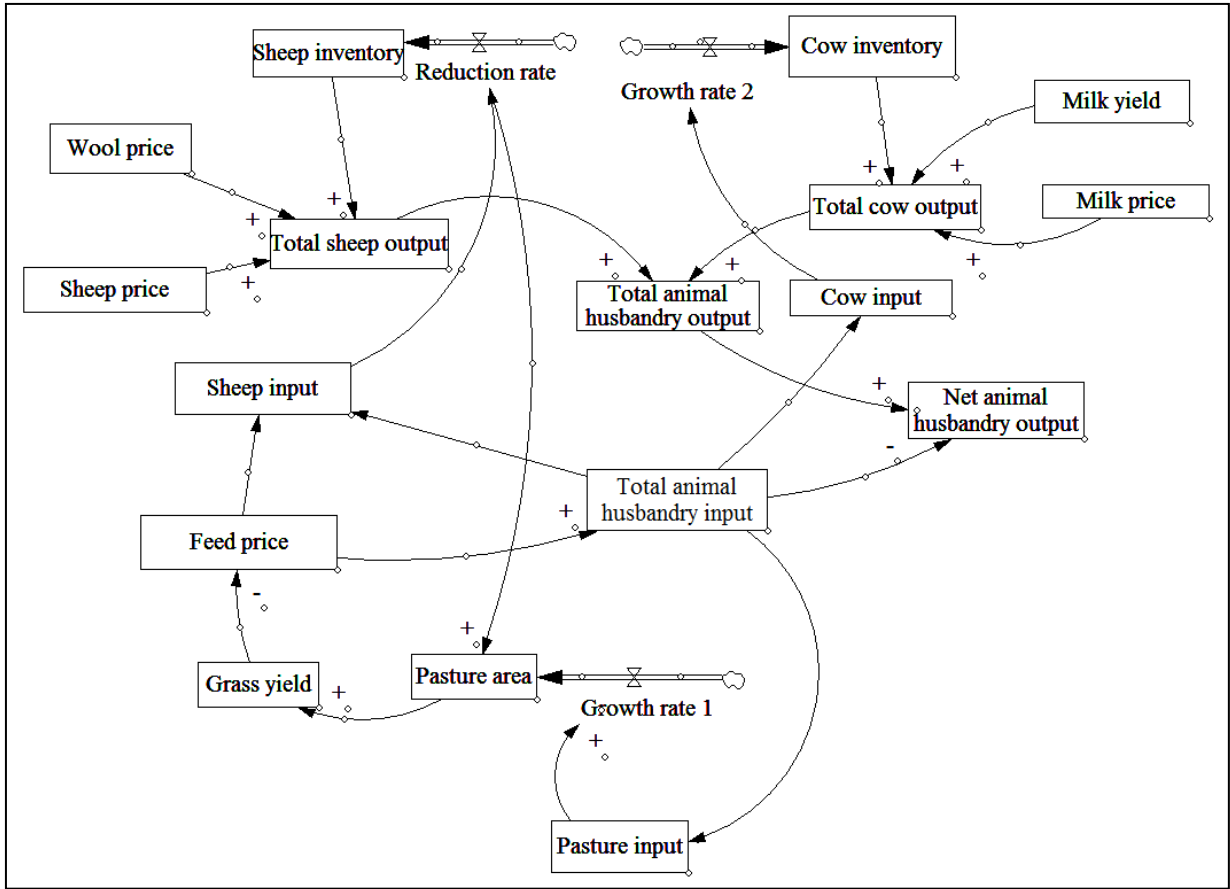 Sheep inventory
Reduction rate
Cow inventory
Growth rate 2
Milk yield
Wool price
+
+
+
+
Total sheep output
Total cow output
Milk price
+
Sheep price
+
+
+
Total animal
husbandry output
Cow input
Sheep input
+
Net animal
husbandry output
-
Total animal
husbandry input
+
Feed price
-
+
Grass yield
+
Pasture area
Growth rate 1
+
Pasture input